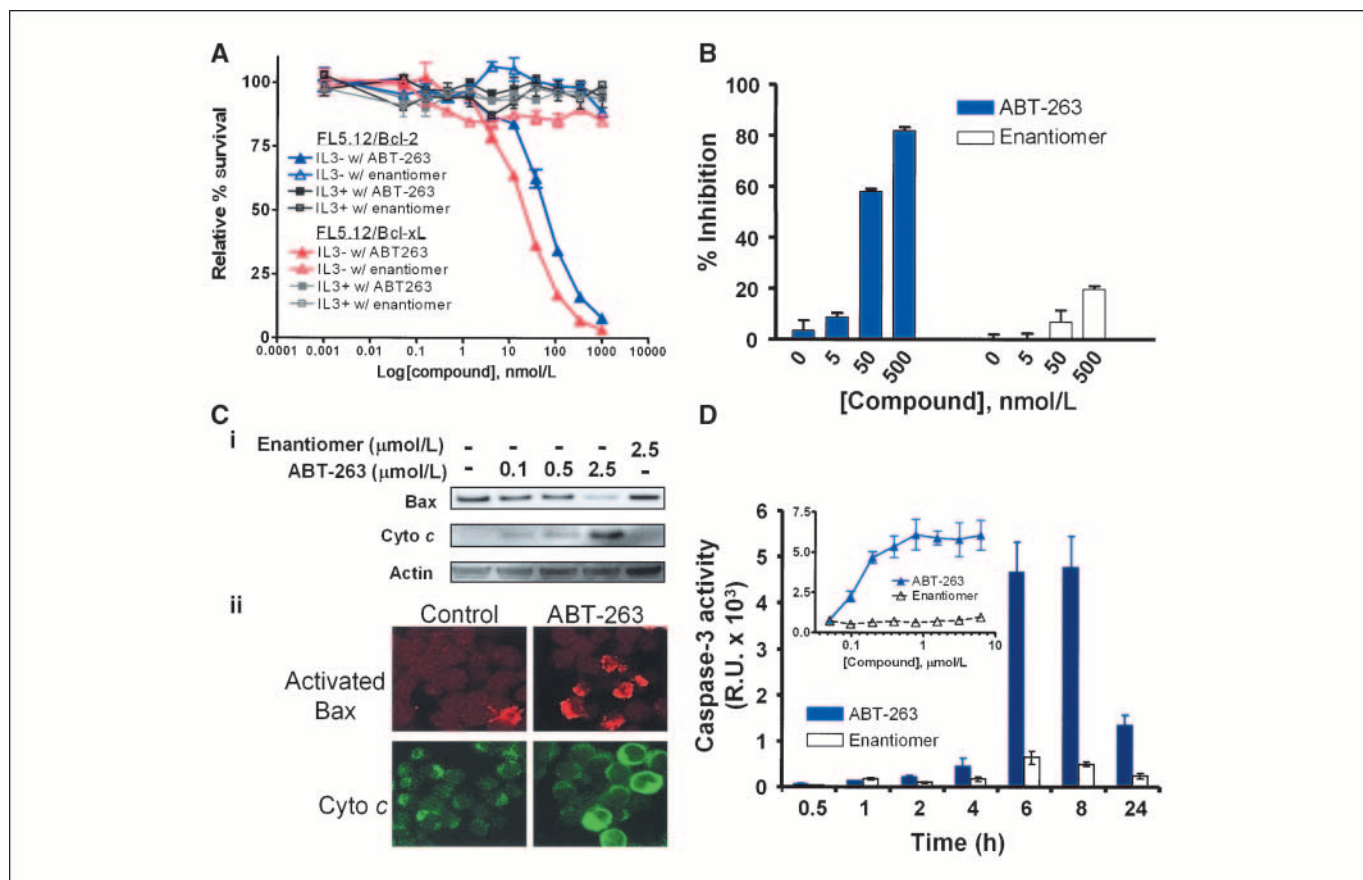 A
100
75
50
25
0
Relative % survival
FL5.12/Bcl-2
IL3- w/ ABT-263
IL3- w/ enantiomer
IL3+ w/ ABT-263
IL3+ w/ enantiomer
FL5.12/Bcl-xL
IL3- w/ ABT263
IL3- w/ enantiomer
IL3+ w/ ABT263
IL3+ w/ enantiomer
0.0001 0.001 0.01 0.1 1 10 100 1000 10000
Log[compound], nmol/L
B
100
80
60
40
20
0
% Inhibition
ABT-263
Enantiomer
0 5 50 500 0 5 50 500
[Compound], nmol/L
C
i
Enantiomer (μmol/L) - - - - 2.5
ABT-263 (μmol/L) - 0.1 0.5 2.5 -
Bax
Cyto c
Actin
ii
Control ABT-263
Activated
Bax
Cyto c
D
6
5
4
3
2
1
0
Caspase-3 activity
(R.U. x 10³)
7.5
5.0
2.5
0.0
ABT-263
Enantiomer
0.1 1 10
[Compound], μmol/L
ABT-263
Enantiomer
0.5 1 2 4 6 8 24
Time (h)